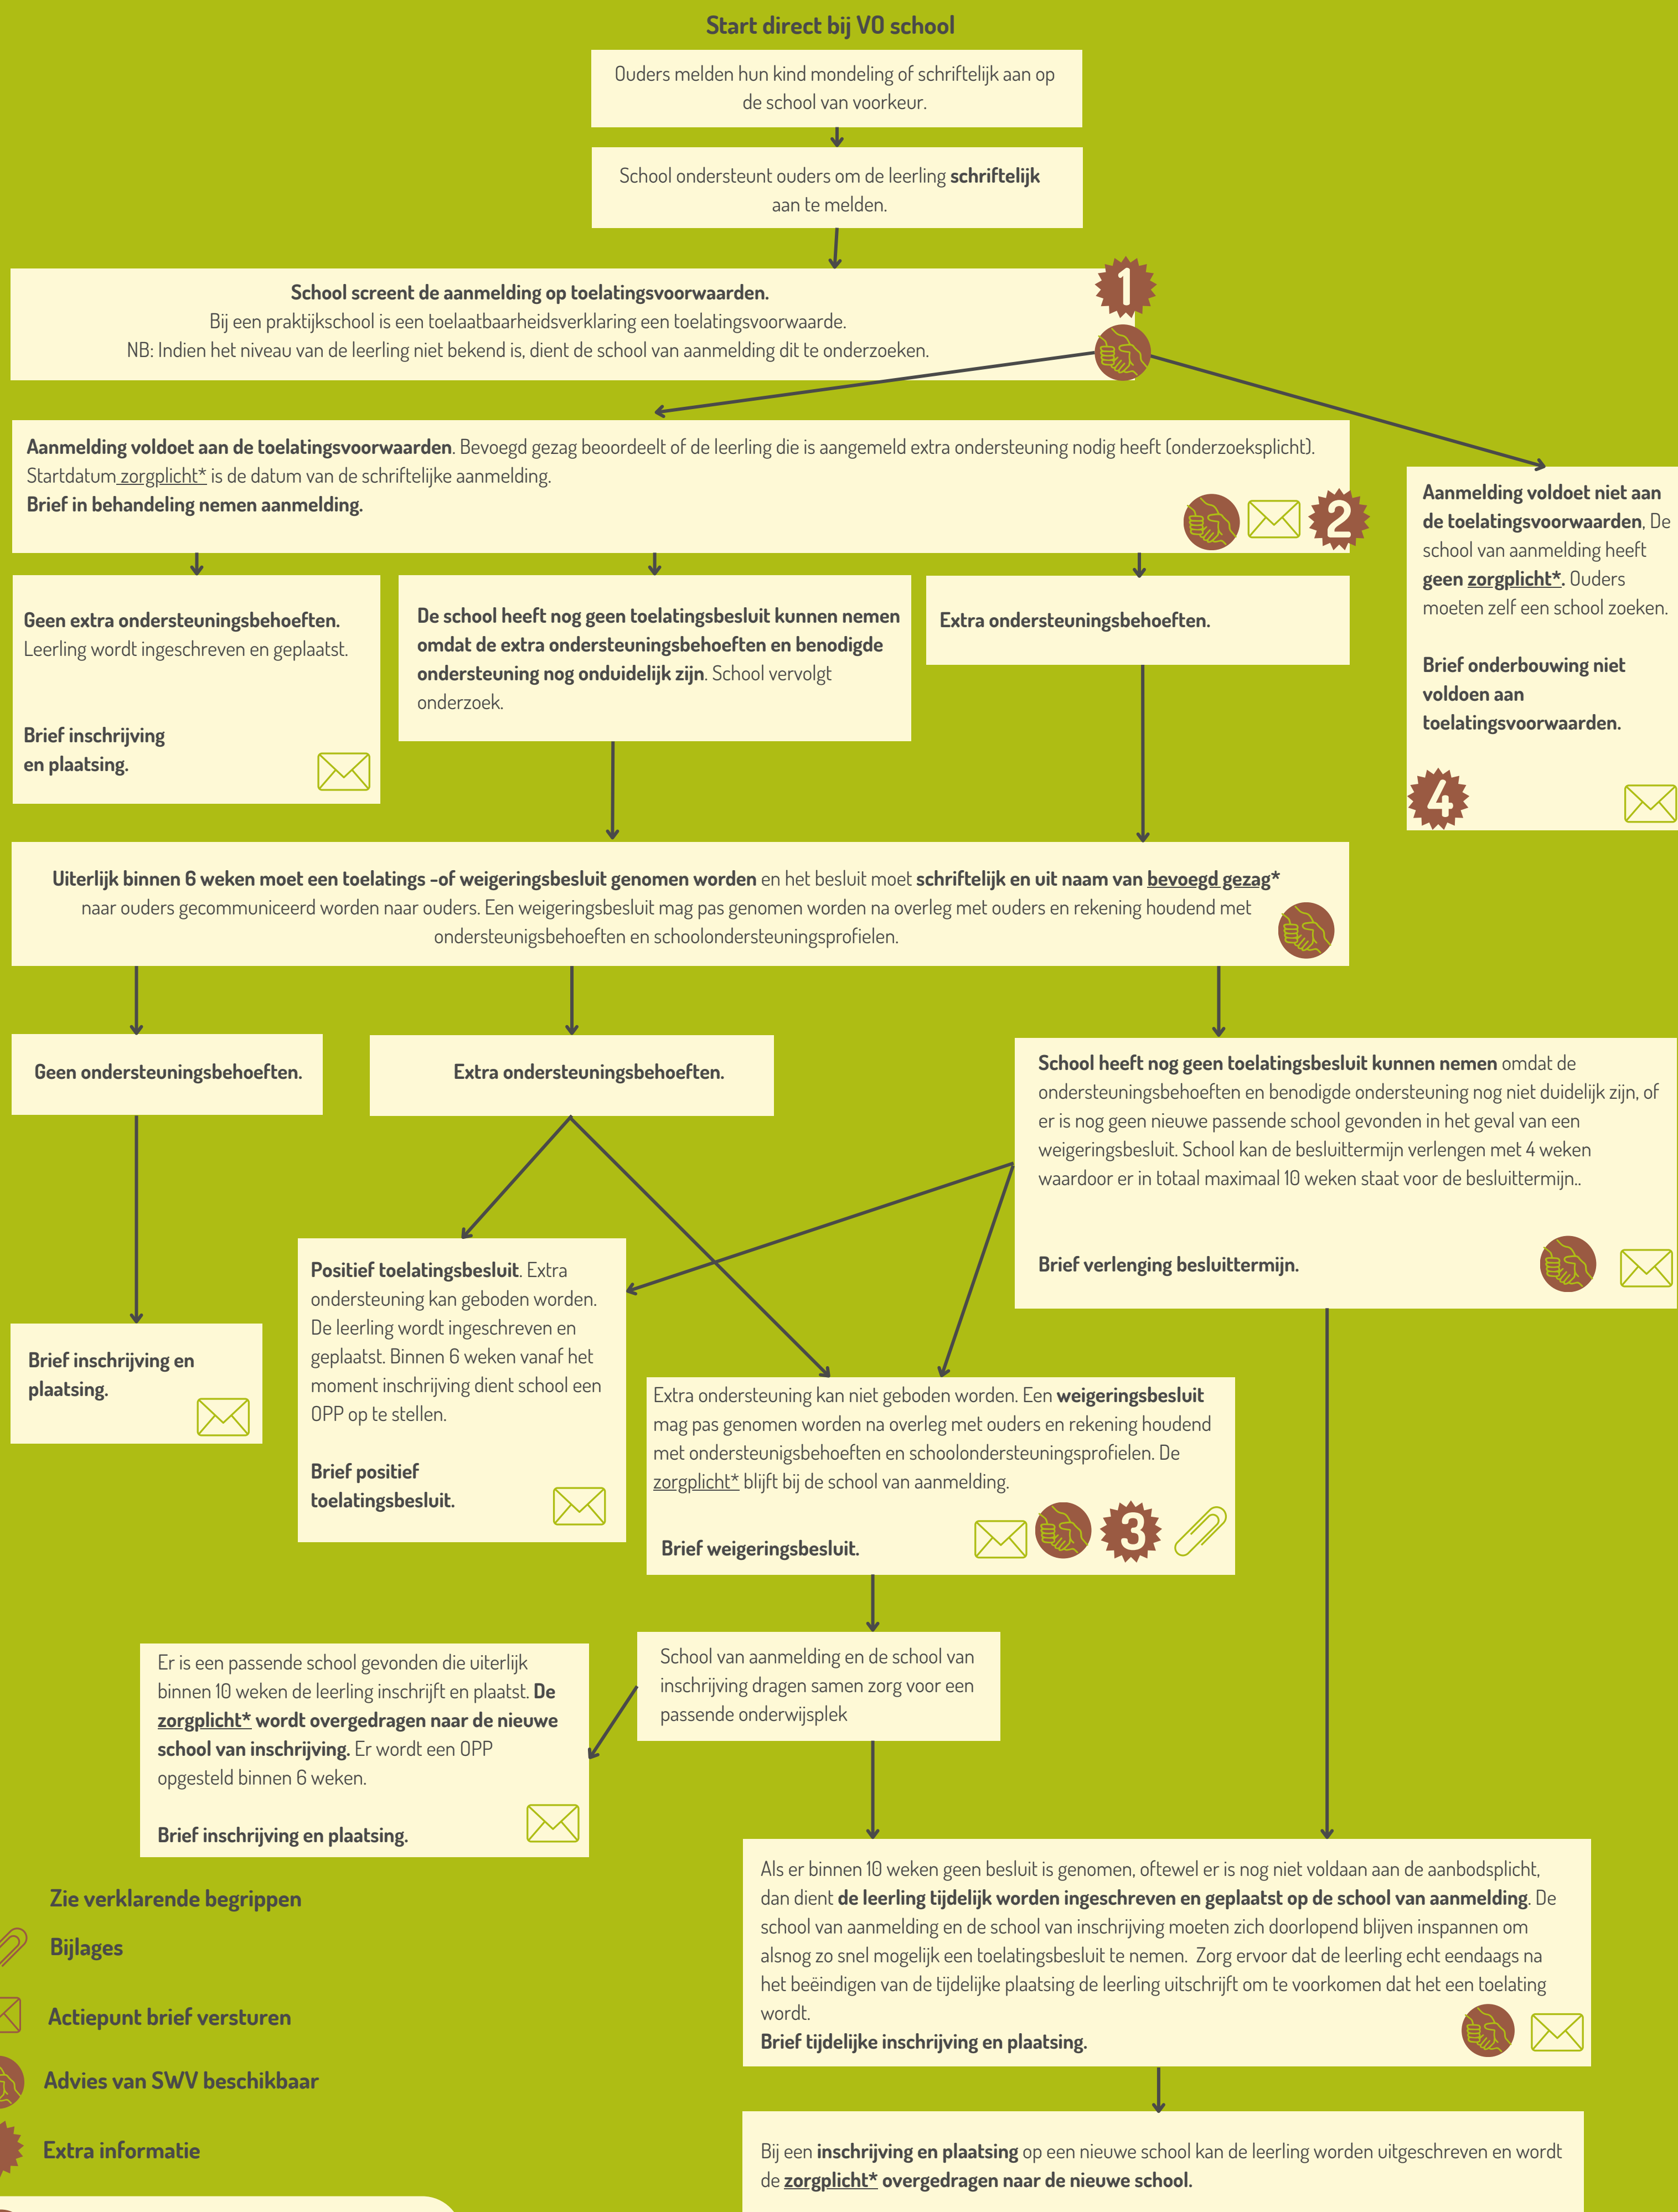 Start direct bij VO school
Ouders melden hun kind mondeling of schriftelijk aan op
de school van voorkeur.
School ondersteunt ouders om de leerling schriftelijk
aan te melden.
School screent de aanmelding op toelatingsvoorwaarden.
Bij een praktijkschool is een toelaatbaarheidsverklaring een toelatingsvoorwaarde.
NB: Indien het niveau van de leerling niet bekend is, dient de school van aanmelding dit te onderzoeken.
1
Aanmelding voldoet aan de toelatingsvoorwaarden. Bevoegd gezag beoordeelt of de leerling die is aangemeld extra ondersteuning nodig heeft (onderzoeksplicht).
Startdatum zorgplicht* is de datum van de schriftelijke aanmelding.
Brief in behandeling nemen aanmelding.
2
Aanmelding voldoet niet aan
de toelatingsvoorwaarden, De
school van aanmelding heeft
geen zorgplicht*. Ouders
moeten zelf een school zoeken.
Brief onderbouwing niet
voldoen aan
toelatingsvoorwaarden.
4
Geen extra ondersteuningsbehoeften.
Leerling wordt ingeschreven en geplaatst.
Brief inschrijving
en plaatsing.
De school heeft nog geen toelatingsbesluit kunnen nemen
omdat de extra ondersteuningsbehoeften en benodigde
ondersteuning nog onduidelijk zijn. School vervolgt
onderzoek.
Extra ondersteuningsbehoeften.
Uiterlijk binnen 6 weken moet een toelatings -of weigeringsbesluit genomen worden en het besluit moet schriftelijk en uit naam van bevoegd gezag*
naar ouders gecommuniceerd worden naar ouders. Een weigeringsbesluit mag pas genomen worden na overleg met ouders en rekening houdend met
ondersteunigsbehoeften en schoolondersteuningsprofielen.
Geen ondersteuningsbehoeften.
Extra ondersteuningsbehoeften.
School heeft nog geen toelatingsbesluit kunnen nemen omdat de
ondersteuningsbehoeften en benodigde ondersteuning nog niet duidelijk zijn, of
er is nog geen nieuwe passende school gevonden in het geval van een
weigeringsbesluit. School kan de besluittermijn verlengen met 4 weken
waardoor er in totaal maximaal 10 weken staat voor de besluittermijn..
Brief verlenging besluittermijn.
Brief inschrijving en
plaatsing.
Positief toelatingsbesluit. Extra
ondersteuning kan geboden worden.
De leerling wordt ingeschreven en
geplaatst. Binnen 6 weken vanaf het
moment inschrijving dient school een
OPP op te stellen.
Brief positief
toelatingsbesluit.
Extra ondersteuning kan niet geboden worden. Een weigeringsbesluit
mag pas genomen worden na overleg met ouders en rekening houdend
met ondersteunigsbehoeften en schoolondersteuningsprofielen. De
zorgplicht* blijft bij de school van aanmelding.
Brief weigeringsbesluit.
3
School van aanmelding en de school van
inschrijving dragen samen zorg voor een
passende onderwijsplek
Er is een passende school gevonden die uiterlijk
binnen 10 weken de leerling inschrijft en plaatst. De
zorgplicht* wordt overgedragen naar de nieuwe
school van inschrijving. Er wordt een OPP
opgesteld binnen 6 weken.
Brief inschrijving en plaatsing.
Als er binnen 10 weken geen besluit is genomen, oftewel er is nog niet voldaan aan de aanbodsplicht,
dan dient de leerling tijdelijk worden ingeschreven en geplaatst op de school van aanmelding. De
school van aanmelding en de school van inschrijving moeten zich doorlopend blijven inspannen om
alsnog zo snel mogelijk een toelatingsbesluit te nemen. Zorg ervoor dat de leerling echt eendaags na
het beëindigen van de tijdelijke plaatsing de leerling uitschrijft om te voorkomen dat het een toelating
wordt.
Brief tijdelijke inschrijving en plaatsing.
Bij een inschrijving en plaatsing op een nieuwe school kan de leerling worden uitgeschreven en wordt
de zorgplicht* overgedragen naar de nieuwe school.
Zie verklarende begrippen
Bijlages
Actiepunt brief versturen
Advies van SWV beschikbaar
Extra informatie